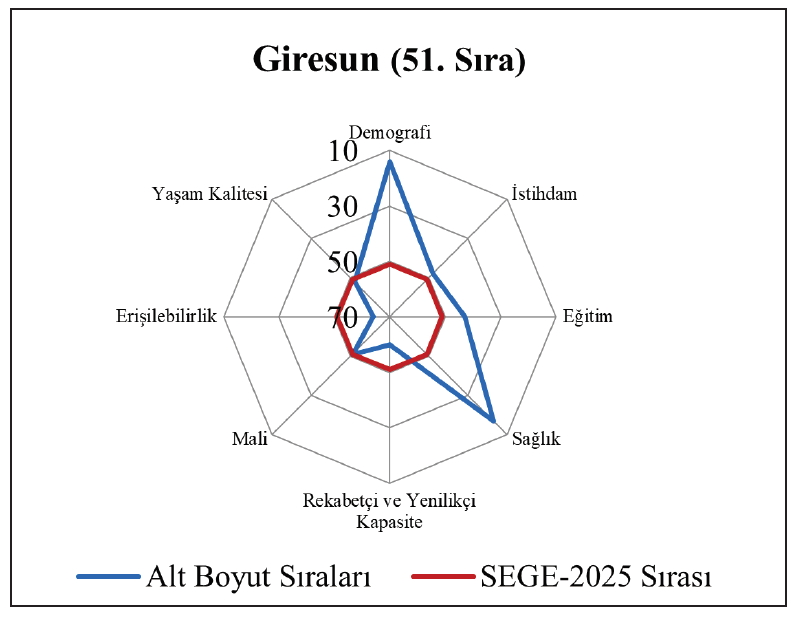 Giresun (51. Sıra)
Demografi
10
Yaşam Kalitesi
İstihdam
30
50
Erişilebilirlik
70
Eğitim
Mali
Sağlık
Rekabetçi ve Yenilikçi
Kapasite
Alt Boyut Sıraları
SEGE-2025 Sırası